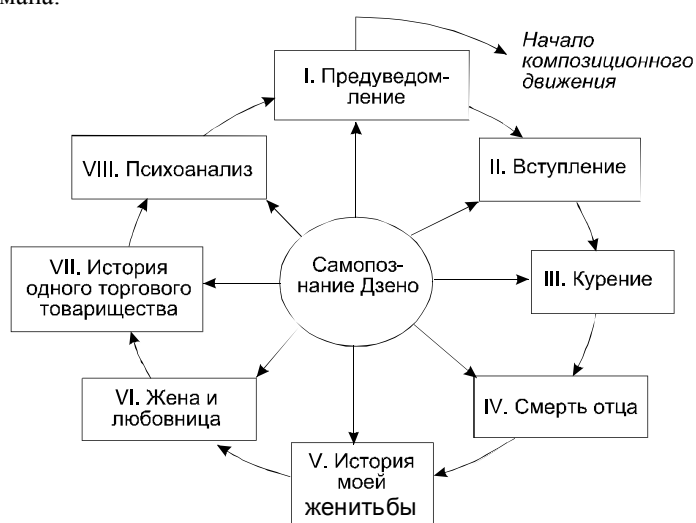 мана.
Начало
композиционного
движения
I. Предуведом-
ление
II. Вступление
III. Курение
IV. Смерть отца
V. История
моей
женитьбы
VI. Жена и
любовница
VII. История
одного торгового
товарищества
VIII. Психоанализ
Самопоз-
нание Дзено